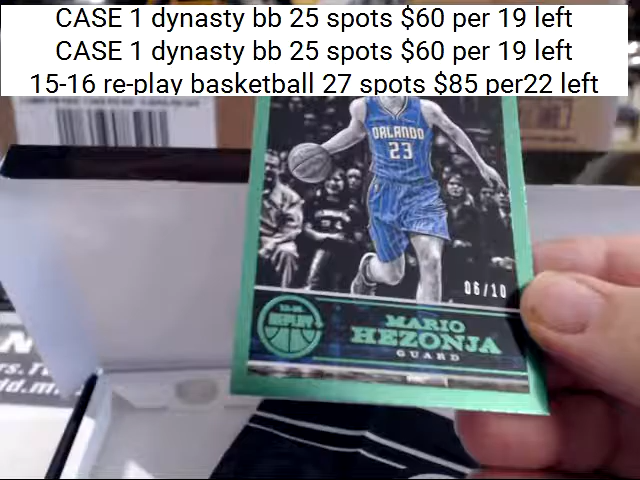 CASE 1 dynasty bb 25 spots $60 per 19 left
CASE 1 dynasty bb 25 spots $60 per 19 left
15-16 re-play basketball 27 spots $85 per22 left
ORLANDO
23
06/10
REPLAY
MARIO
HEZONJA
GUARD